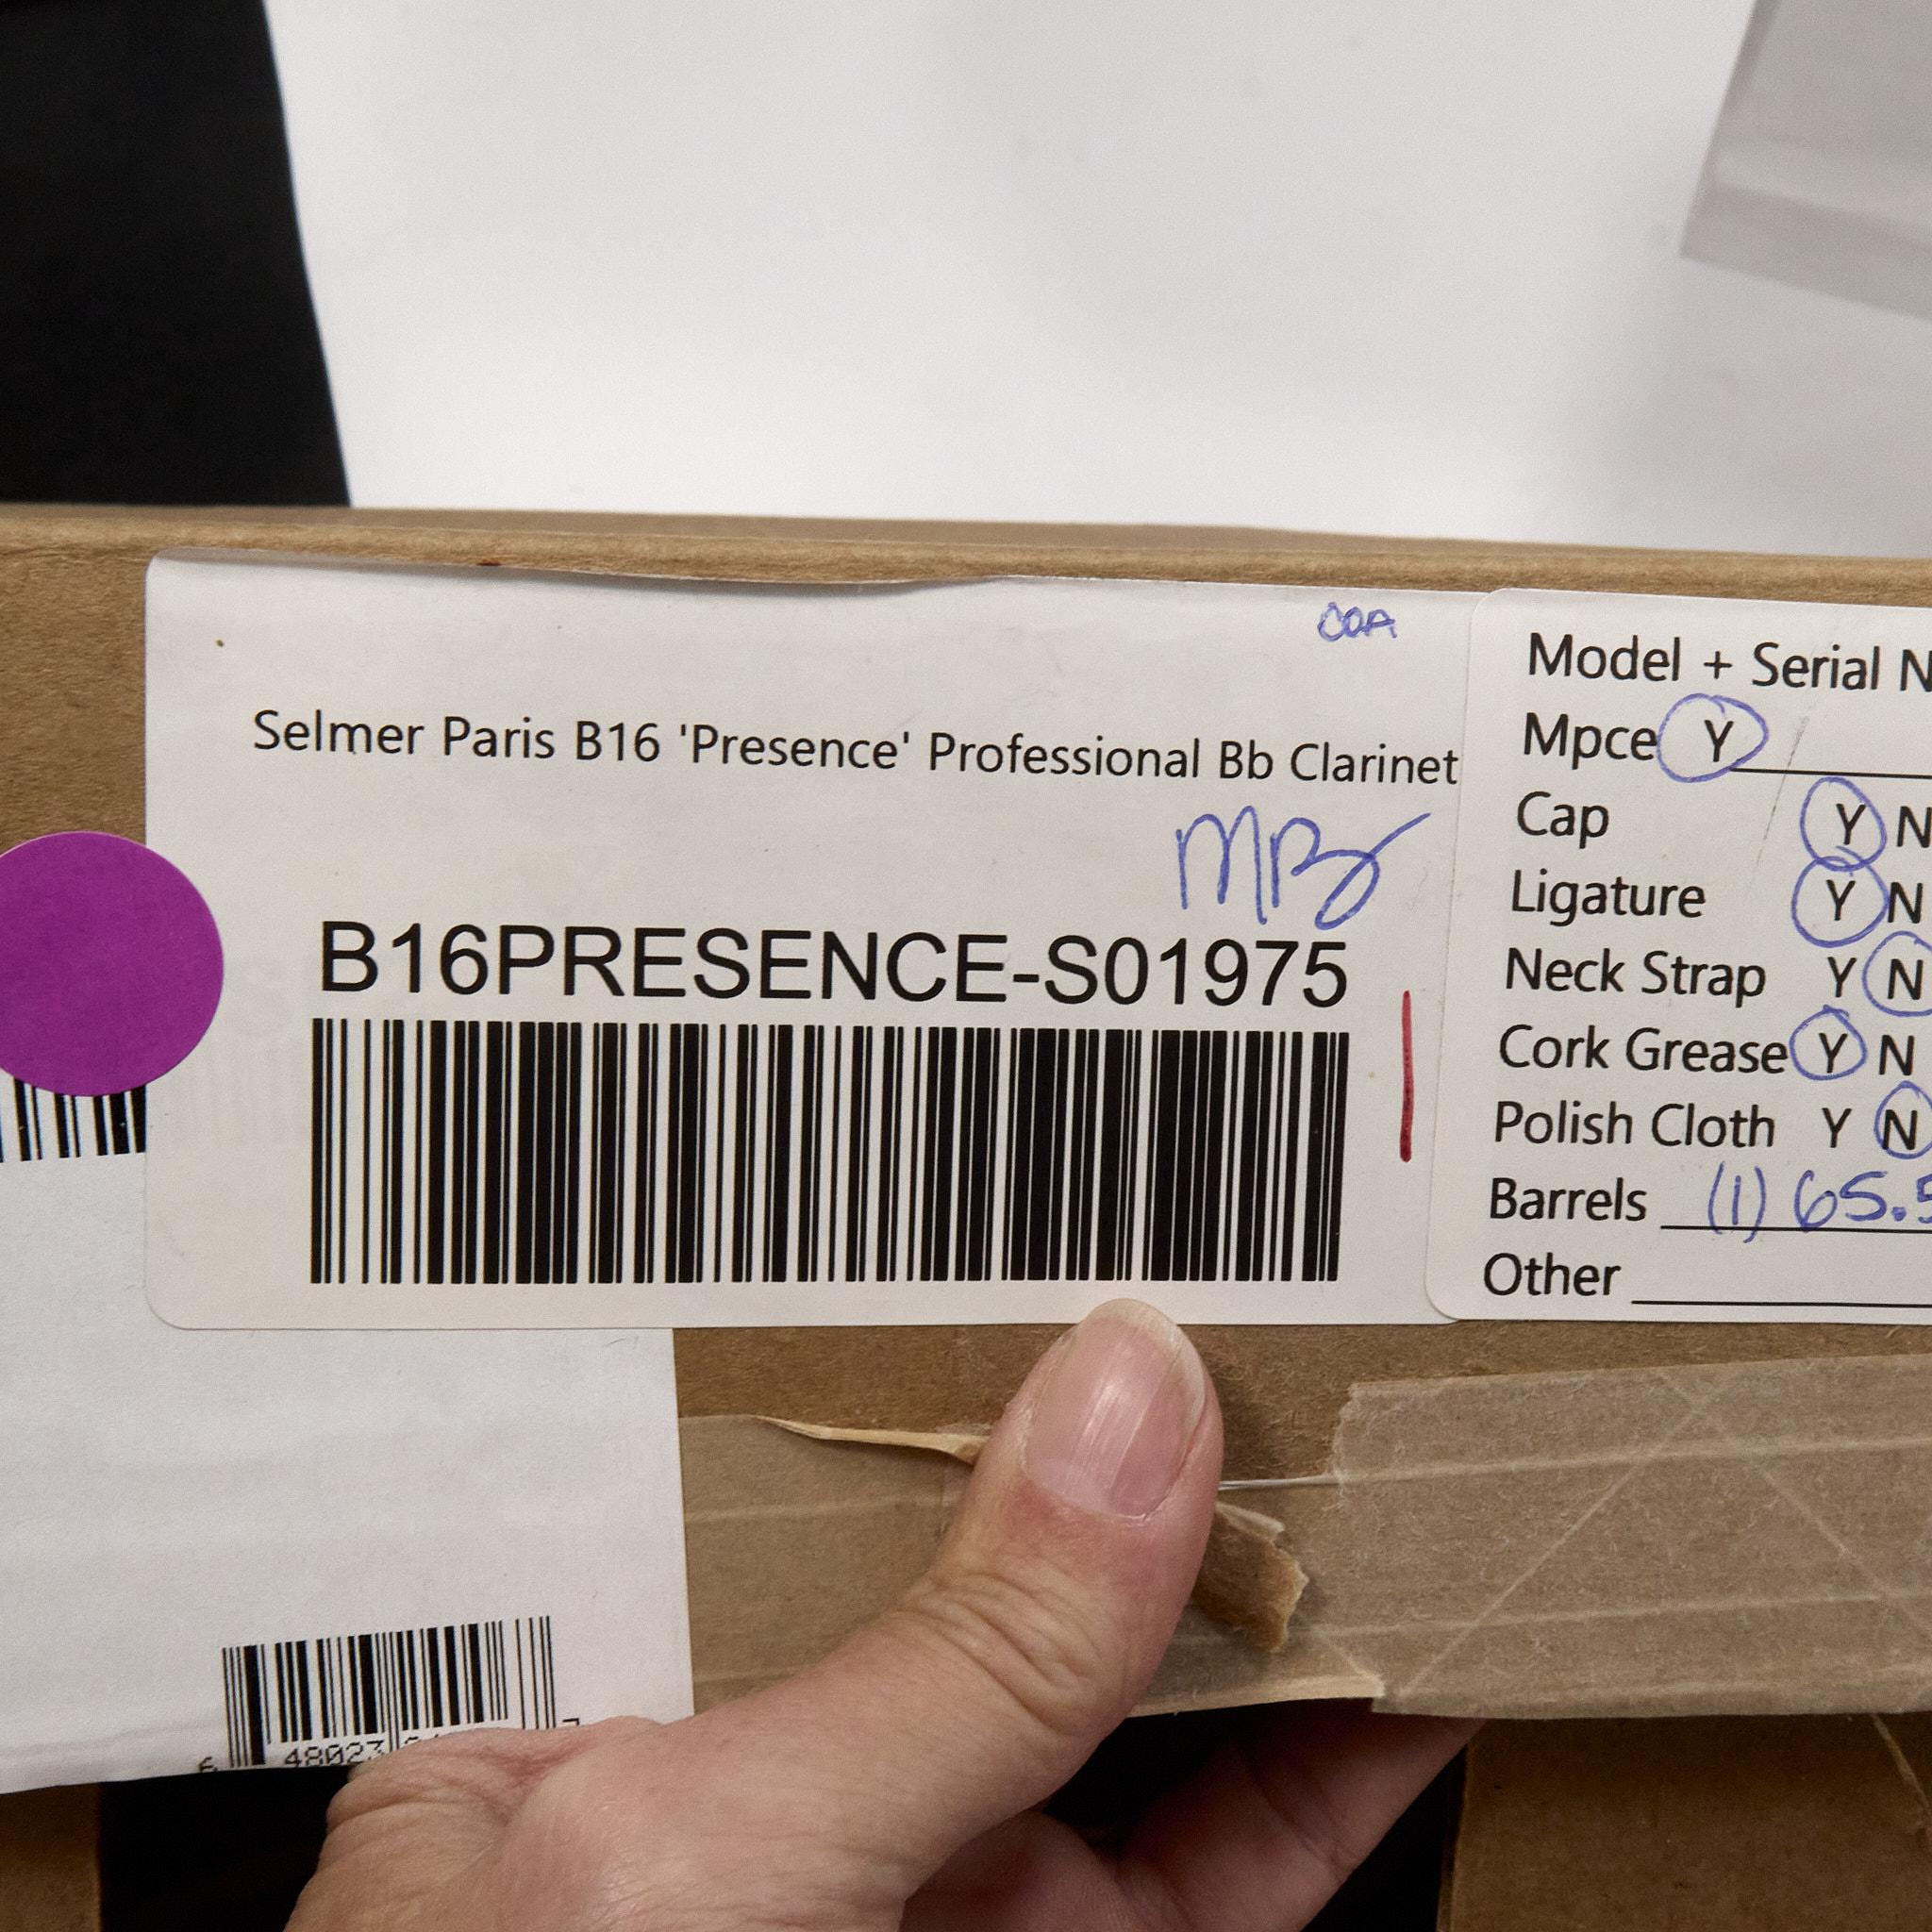 COA
Selmer Paris B16 'Presence' Professional Bb Clarinet
MB
B16PRESENCE-S01975
Model + Serial N
Mpce Y
Cap Y N
Ligature Y N
Neck Strap Y N
Cork Grease Y N
Polish Cloth Y N
Barrels (1) 65.5
Other
48023